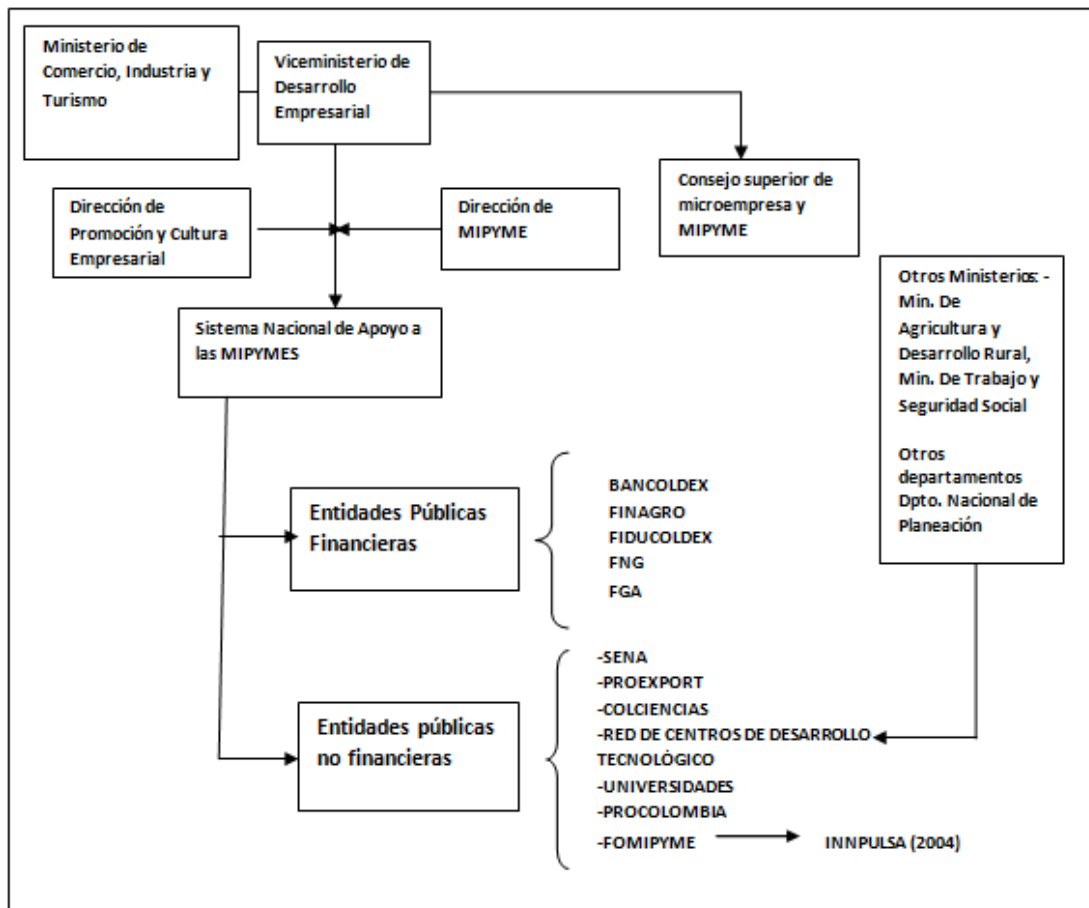 Ministerio de
Comercio, Industria y
Turismo
Viceministerio de
Desarrollo
Empresarial
Consejo superior de
microempresa y
MIPYME
Dirección de
Promoción y Cultura
Empresarial
Dirección de
MIPYME
Otros Ministerios: -
Min. De
Agricultura y
Desarrollo Rural,
Min. De Trabajo y
Seguridad Social
Otros
departamentos
Dpto. Nacional de
Planeación
Sistema Nacional de Apoyo a
las MIPYMES
Entidades Públicas
Financieras
BANCOLDEX
FINAGRO
FIDUCOLDEX
FNG
FGA
Entidades públicas
no financieras
-SENA
-PROEXPORT
-COLCIENCIAS
-RED DE CENTROS DE DESARROLLO
TECNOLÓGICO
-UNIVERSIDADES
-PROCOLOMBIA
-FOMIPYME
INNPULSA (2004)